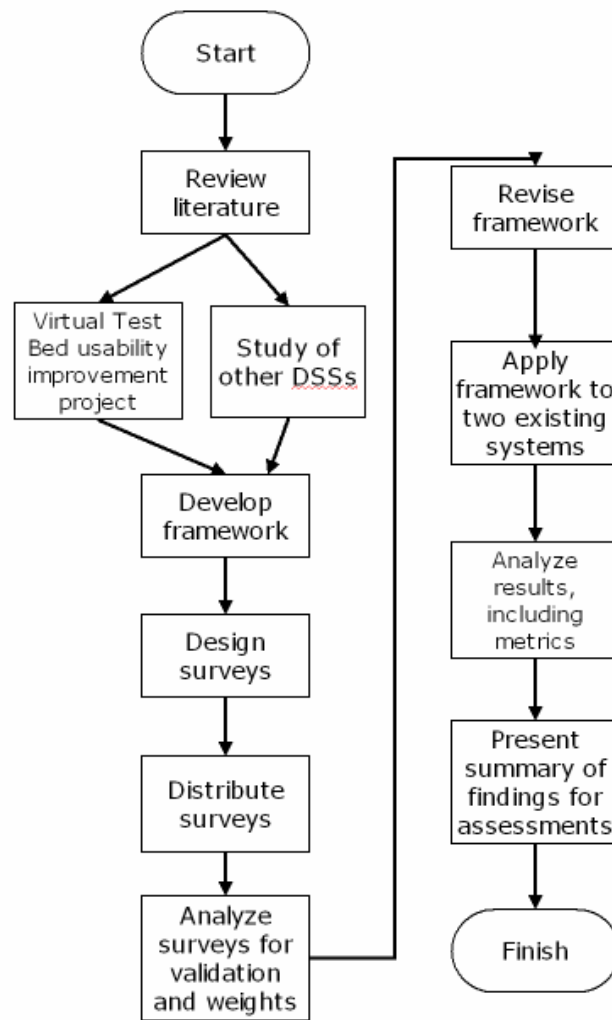 Start
Review
literature
Virtual Test
Bed usability
improvement
project
Study of
other DSSs
Develop
framework
Design
surveys
Distribute
surveys
Analyze
surveys for
validation
and weights
Revise
framework
Apply
framework to
two existing
systems
Analyze
results,
including
metrics
Present
summary of
findings for
assessments
Finish